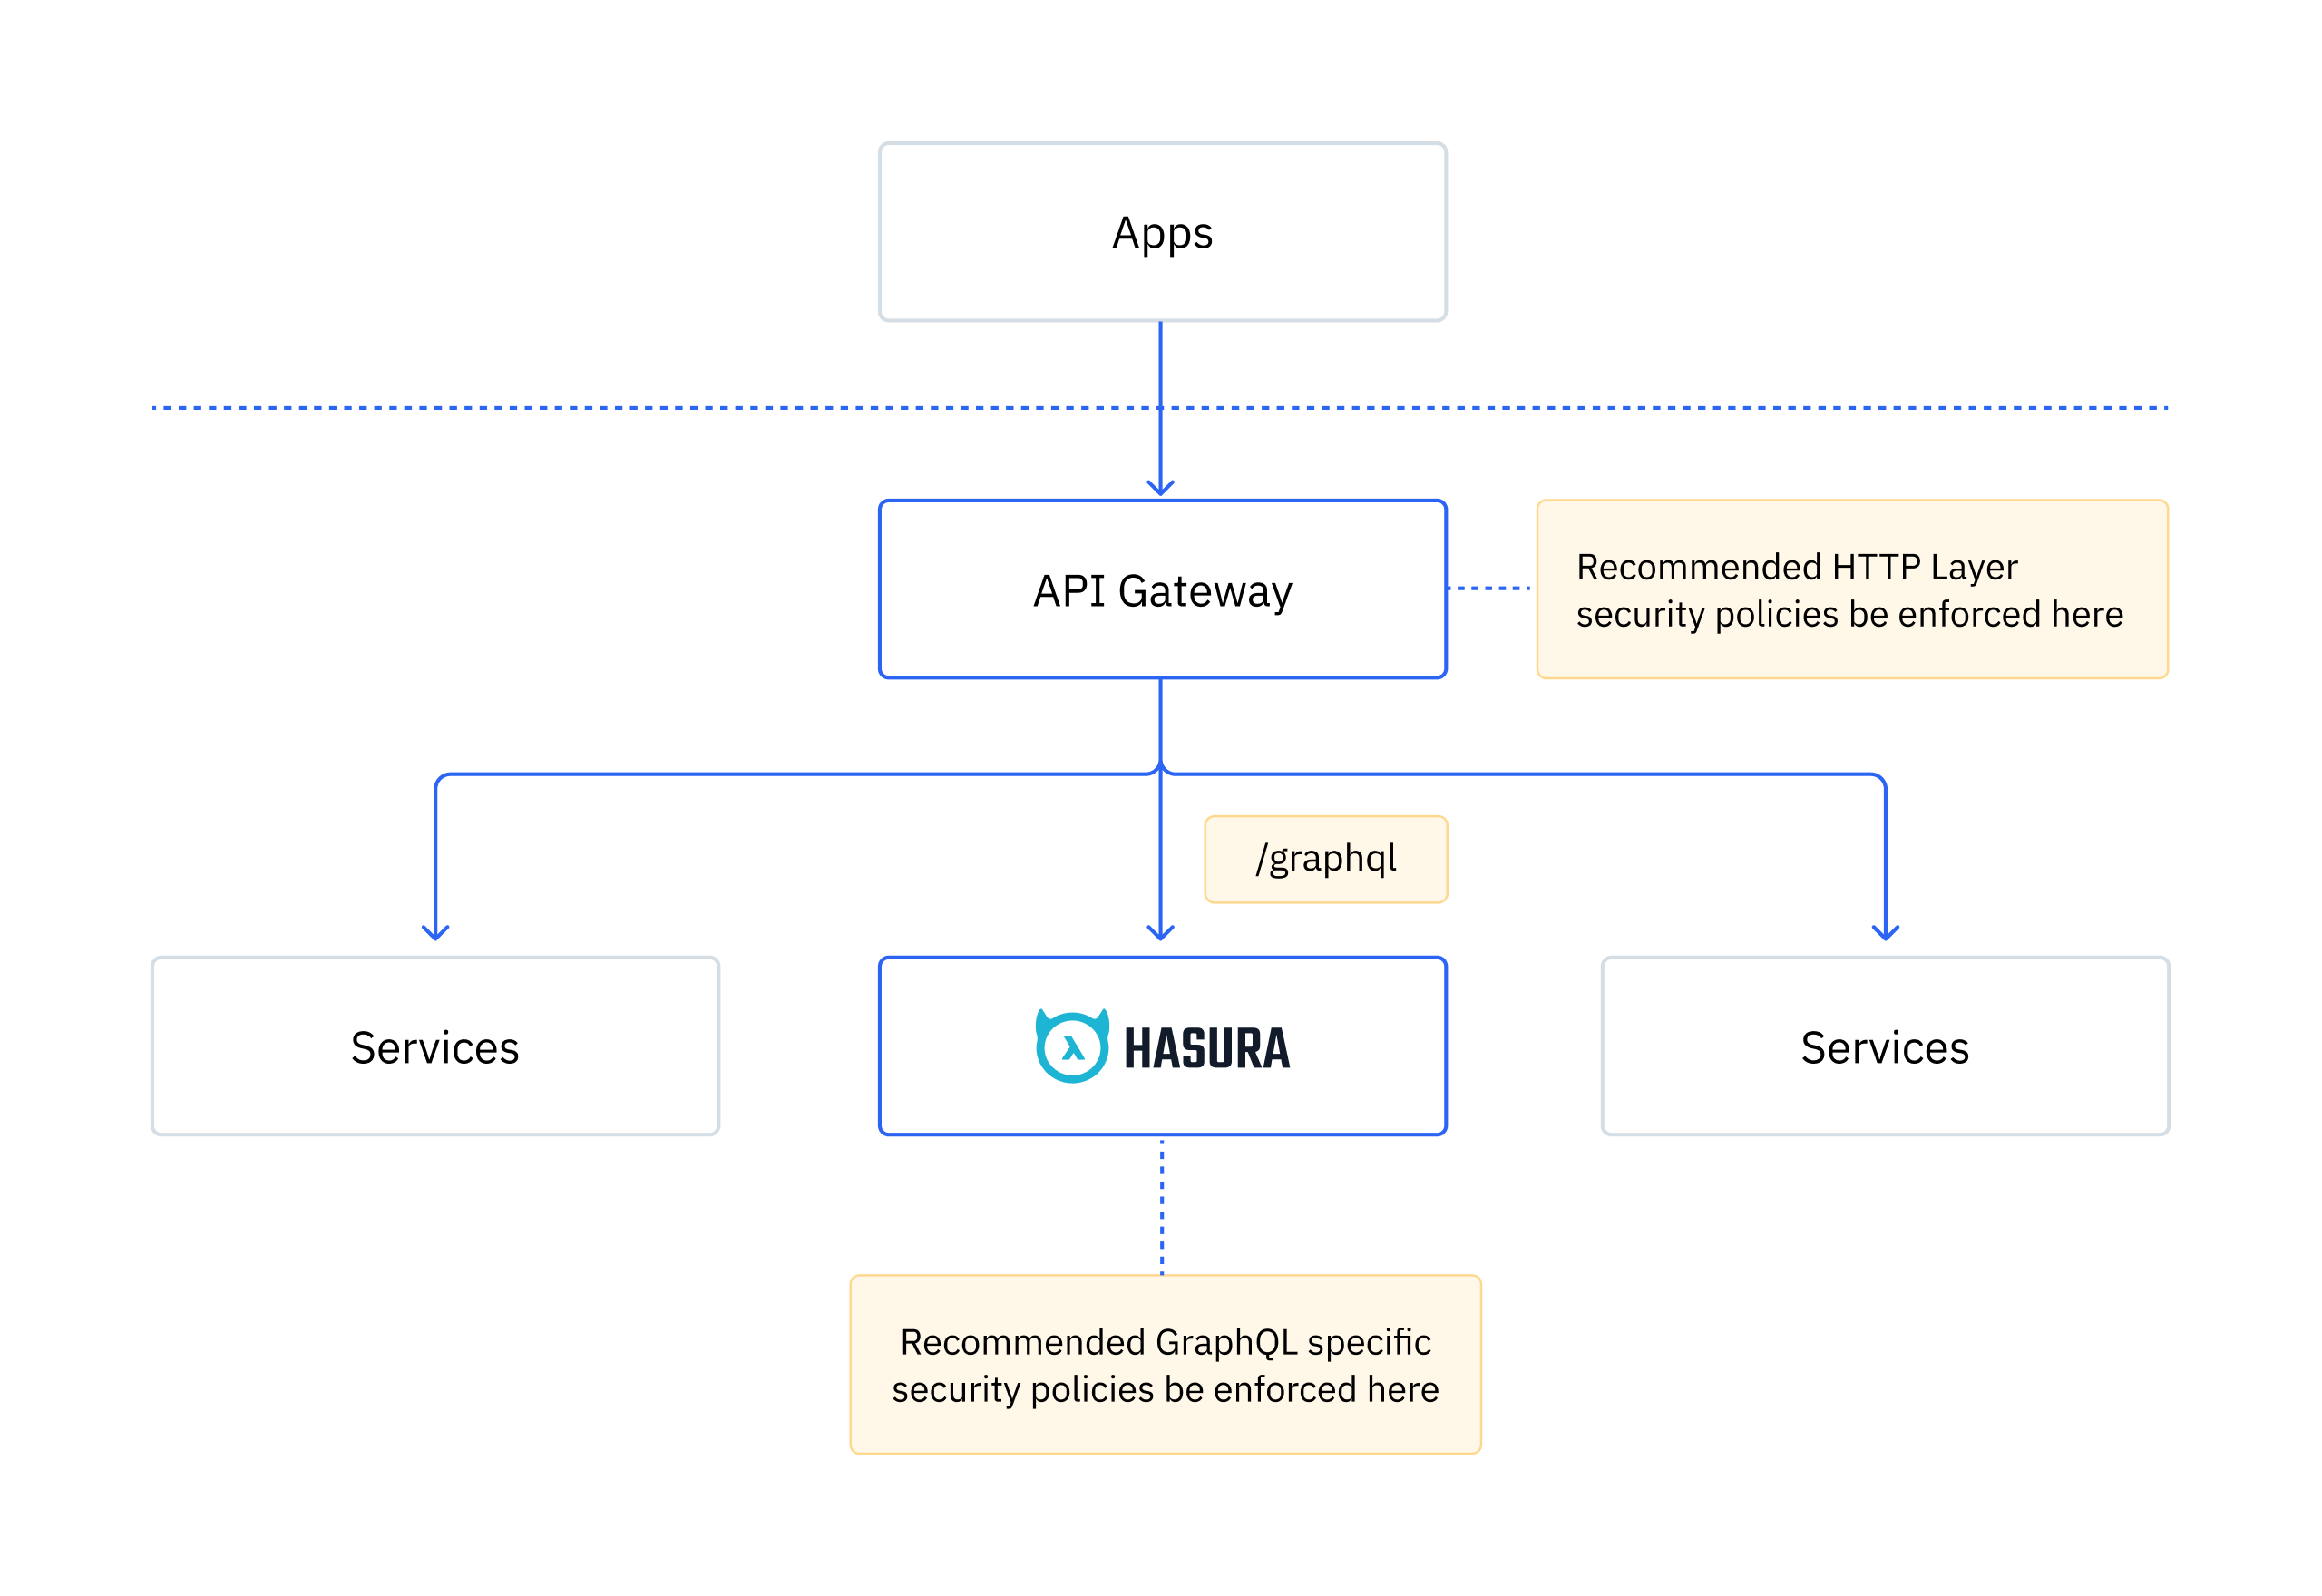 Apps
API Gateway
Recommended HTTP Layer
security policies be enforced here
/graphql
Services
HASURA
Services
Recommended GraphQL specific
security policies be enforced here